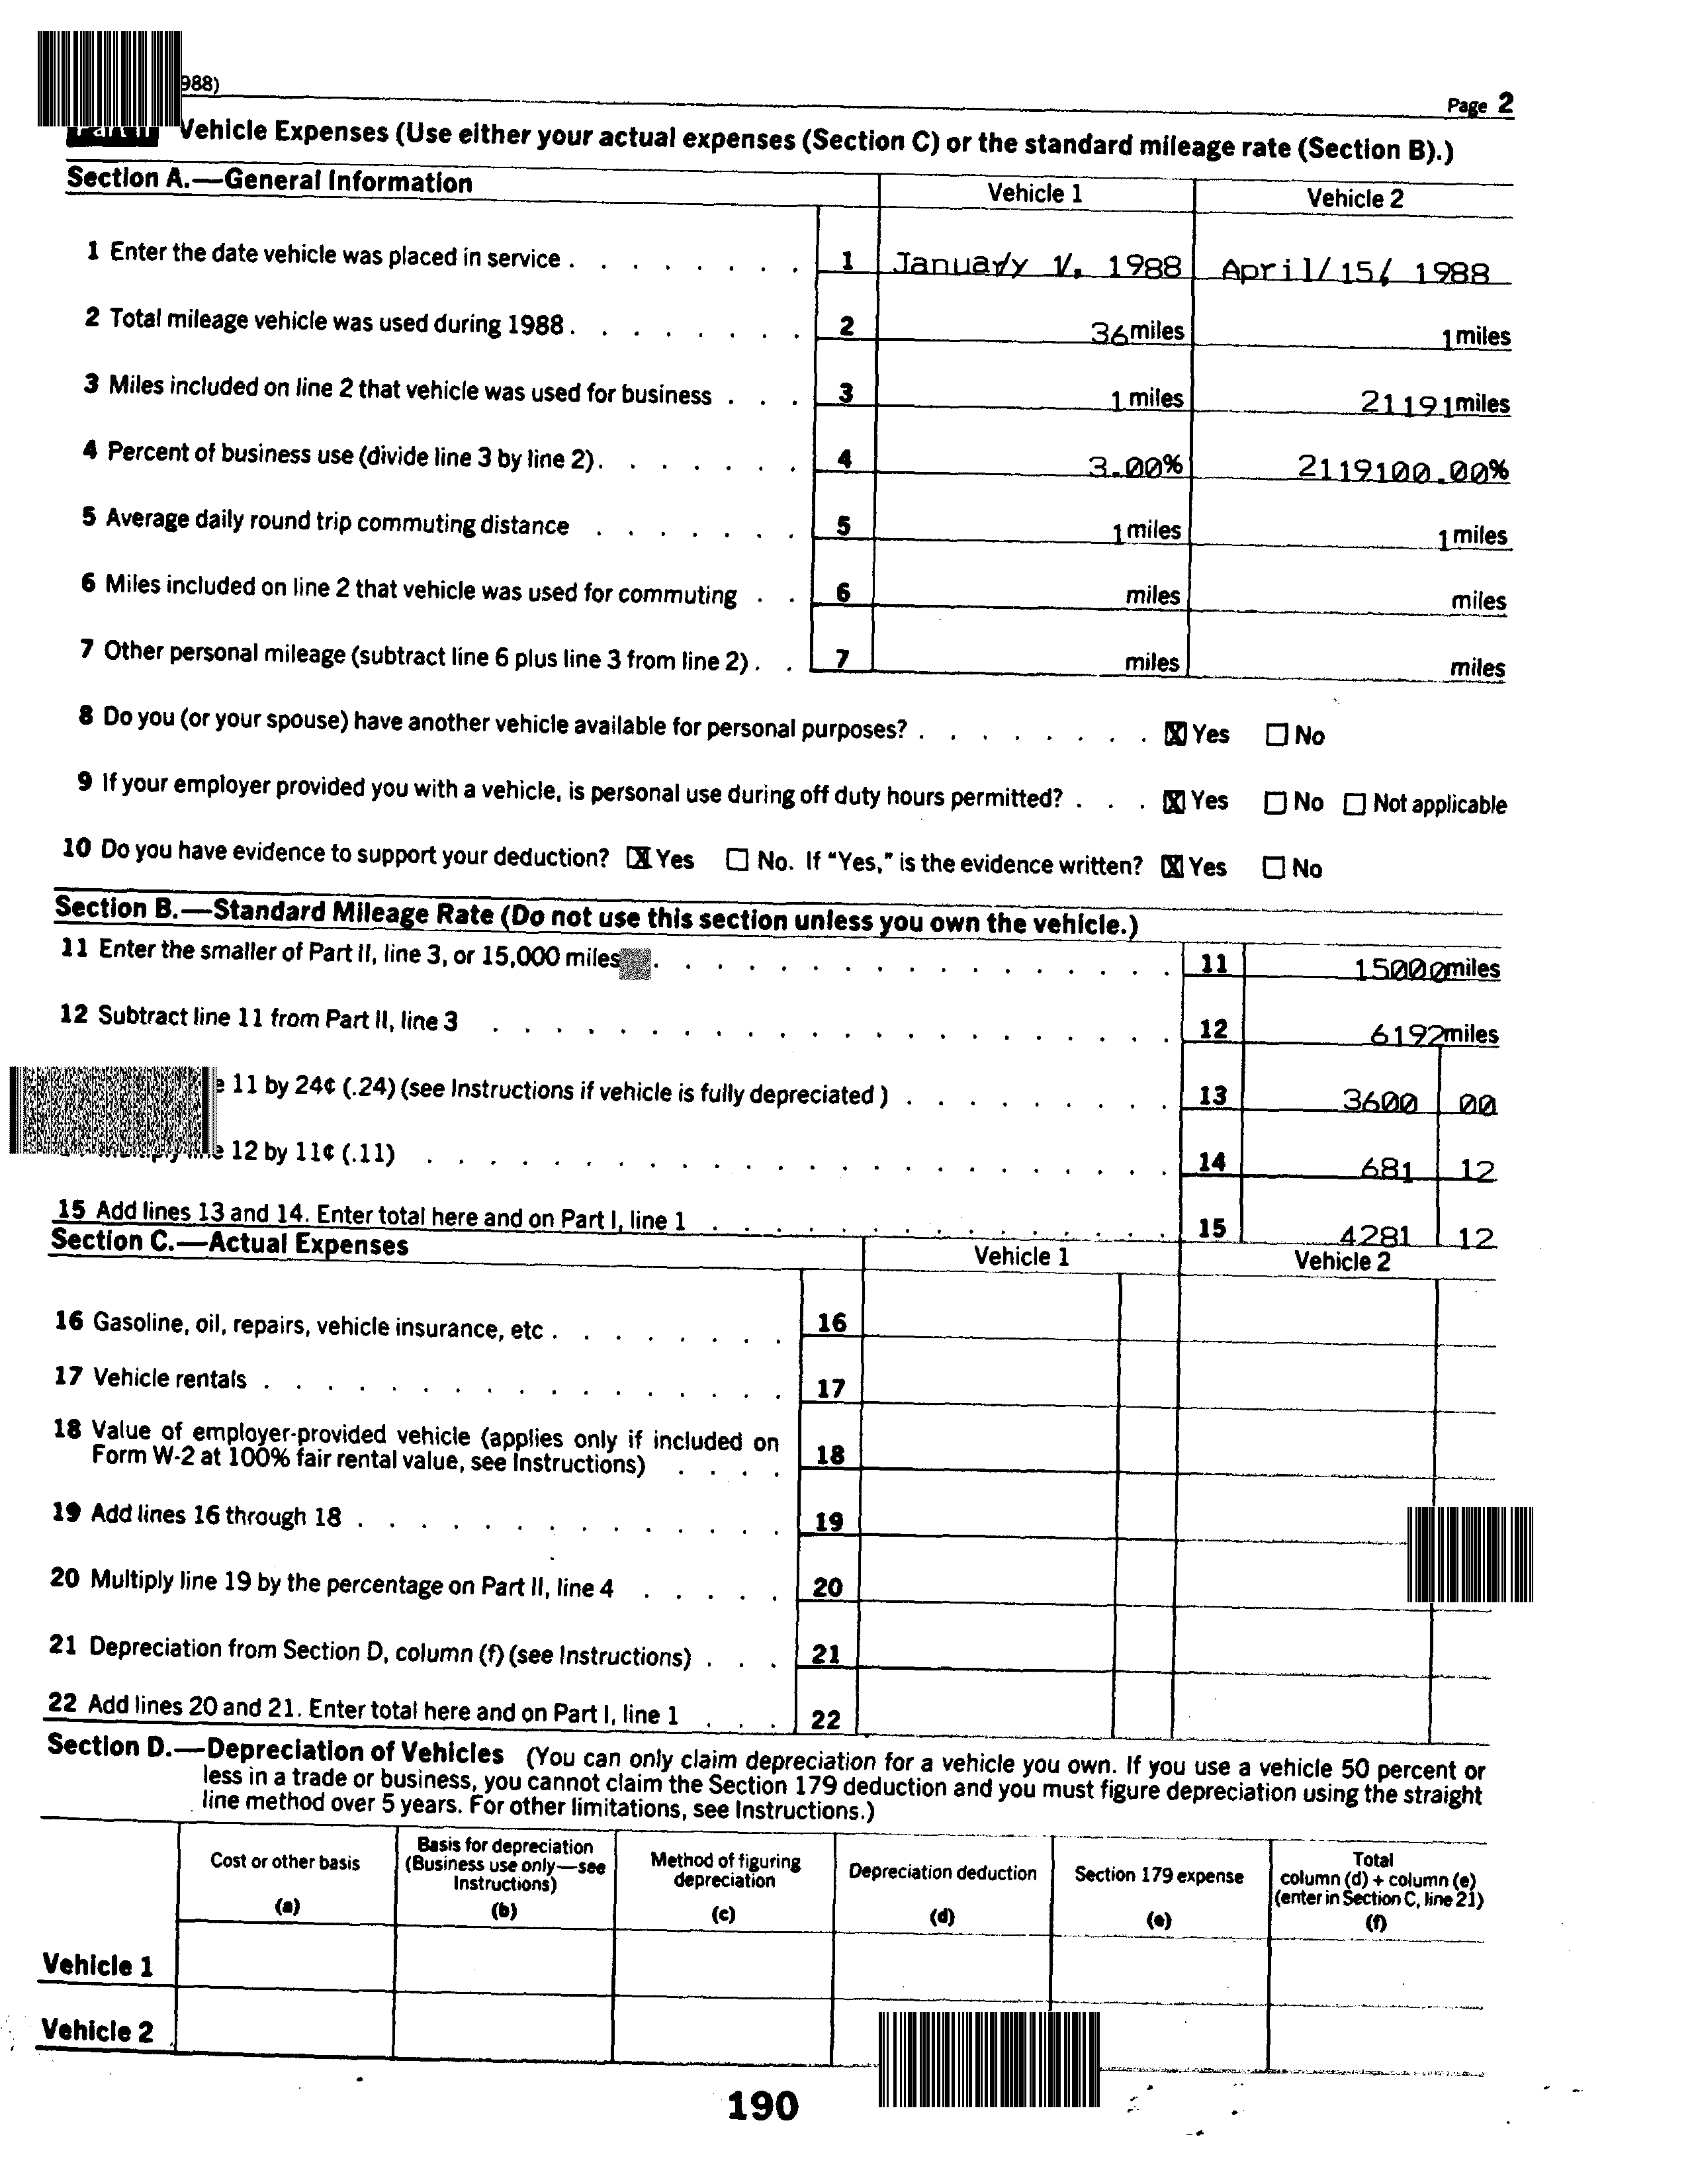 988)
Page 2
Part II Vehicle Expenses (Use either your actual expenses (Section C) or the standard mileage rate (Section B).)
Section A.—General Information
Vehicle 1 Vehicle 2
1 Enter the date vehicle was placed in service . . . . . . . . 1 January 1, 1988 April 15, 1988
2 Total mileage vehicle was used during 1988 . . . . . . . . 2 36 miles 1 miles
3 Miles included on line 2 that vehicle was used for business . . . 3 1 miles 21191 miles
4 Percent of business use (divide line 3 by line 2) . . . . . . . 4 3.00% 2119100.00%
5 Average daily round trip commuting distance . . . . . . . 5 1 miles 1 miles
6 Miles included on line 2 that vehicle was used for commuting . . 6 miles miles
7 Other personal mileage (subtract line 6 plus line 3 from line 2) . . 7 miles miles
8 Do you (or your spouse) have another vehicle available for personal purposes? . . . . . . . . ☒ Yes ☐ No
9 If your employer provided you with a vehicle, is personal use during off duty hours permitted? . . . ☒ Yes ☐ No ☐ Not applicable
10 Do you have evidence to support your deduction? ☒ Yes ☐ No. If "Yes," is the evidence written? ☒ Yes ☐ No
Section B.—Standard Mileage Rate (Do not use this section unless you own the vehicle.)
11 Enter the smaller of Part II, line 3, or 15,000 miles . . . . . . . . . . . . . . . . . 11 15000 miles
12 Subtract line 11 from Part II, line 3 . . . . . . . . . . . . . . . . . . . . . . 12 6192 miles
e 11 by 24¢ (.24) (see Instructions if vehicle is fully depreciated ) . . . . . . . . . 13 3600 00
e 12 by 11¢ (.11) . . . . . . . . . . . . . . . . . . . . . . . . 14 681 12
15 Add lines 13 and 14. Enter total here and on Part I, line 1 . . . . . . . . . . . . . . . 15 4281 12
Section C.—Actual Expenses
Vehicle 1 Vehicle 2
16 Gasoline, oil, repairs, vehicle insurance, etc . . . . . . . . 16
17 Vehicle rentals . . . . . . . . . . . . . . . . . 17
18 Value of employer-provided vehicle (applies only if included on
Form W-2 at 100% fair rental value, see Instructions) . . . . 18
19 Add lines 16 through 18 . . . . . . . . . . . . . . 19
20 Multiply line 19 by the percentage on Part II, line 4 . . . . . 20
21 Depreciation from Section D, column (f) (see Instructions) . . . 21
22 Add lines 20 and 21. Enter total here and on Part I, line 1 . . . 22
Section D.—Depreciation of Vehicles (You can only claim depreciation for a vehicle you own. If you use a vehicle 50 percent or
less in a trade or business, you cannot claim the Section 179 deduction and you must figure depreciation using the straight
line method over 5 years. For other limitations, see Instructions.)
Cost or other basis
(a)
Basis for depreciation
(Business use only—see
Instructions)
(b)
Method of figuring
depreciation
(c)
Depreciation deduction
(d)
Section 179 expense
(e)
Total
column (d) + column (e)
(enter in Section C, line 21)
(f)
Vehicle 1
Vehicle 2
190